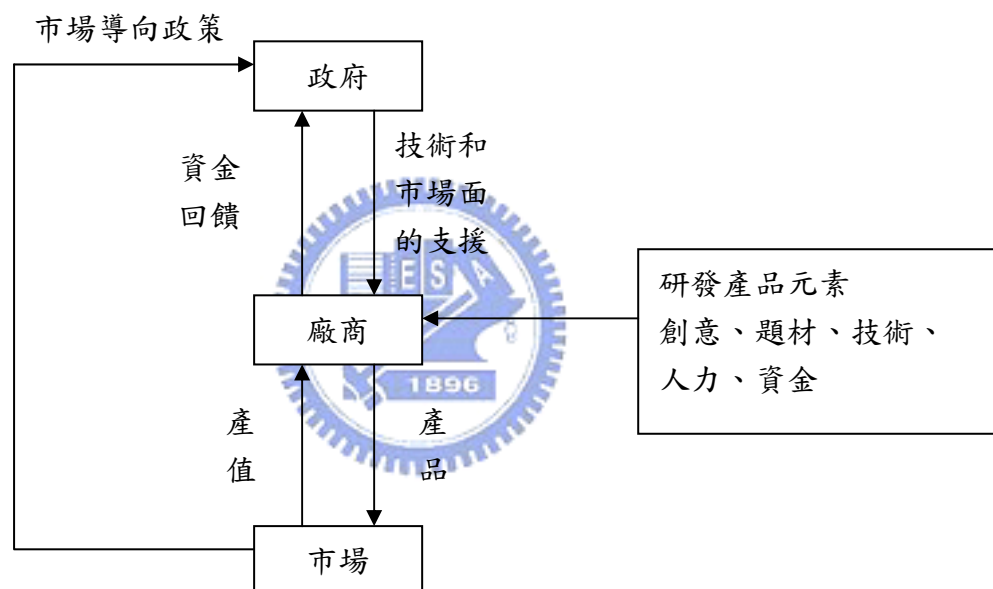 市場導向政策
政府
資金
回饋
技術和
市場面
的支援
ESA
廠商
研發產品元素
創意、題材、技術、
人力、資金
1896
產
值
產
品
市場